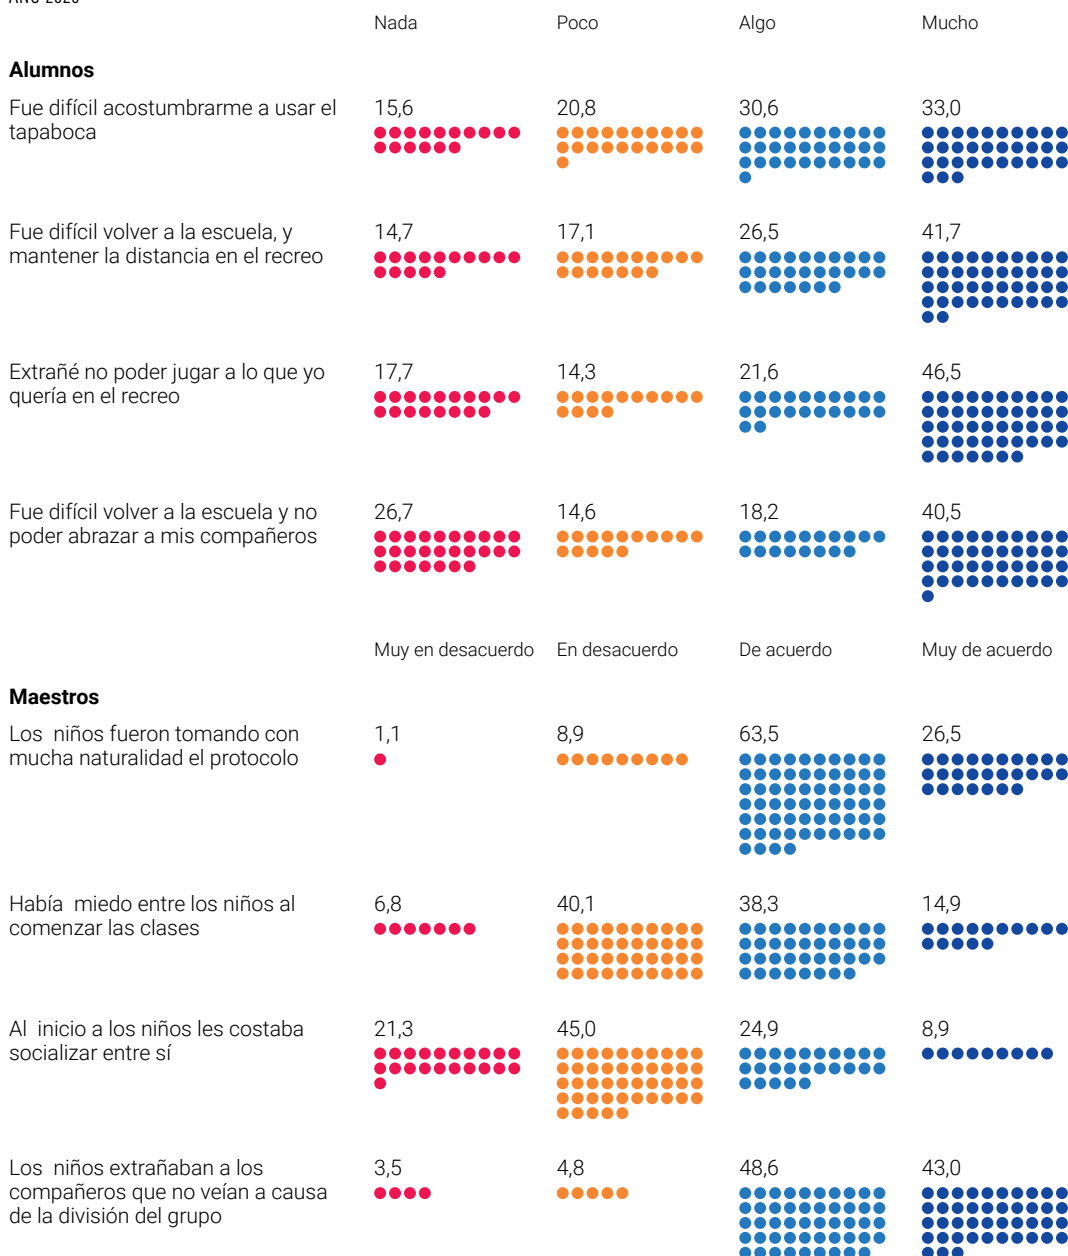 AÑO 2020
Nada Poco Algo Mucho
Alumnos
Fue difícil acostumbrarme a usar el
tapaboca
15,6 20,8 30,6 33,0
Fue difícil volver a la escuela, y
mantener la distancia en el recreo
14,7 17,1 26,5 41,7
Extrañé no poder jugar a lo que yo
quería en el recreo
17,7 14,3 21,6 46,5
Fue difícil volver a la escuela y no
poder abrazar a mis compañeros
26,7 14,6 18,2 40,5
Muy en desacuerdo En desacuerdo De acuerdo Muy de acuerdo
Maestros
Los niños fueron tomando con
mucha naturalidad el protocolo
1,1 8,9 63,5 26,5
Había miedo entre los niños al
comenzar las clases
6,8 40,1 38,3 14,9
Al inicio a los niños les costaba
socializar entre sí
21,3 45,0 24,9 8,9
Los niños extrañaban a los
compañeros que no veían a causa
de la división del grupo
3,5 4,8 48,6 43,0